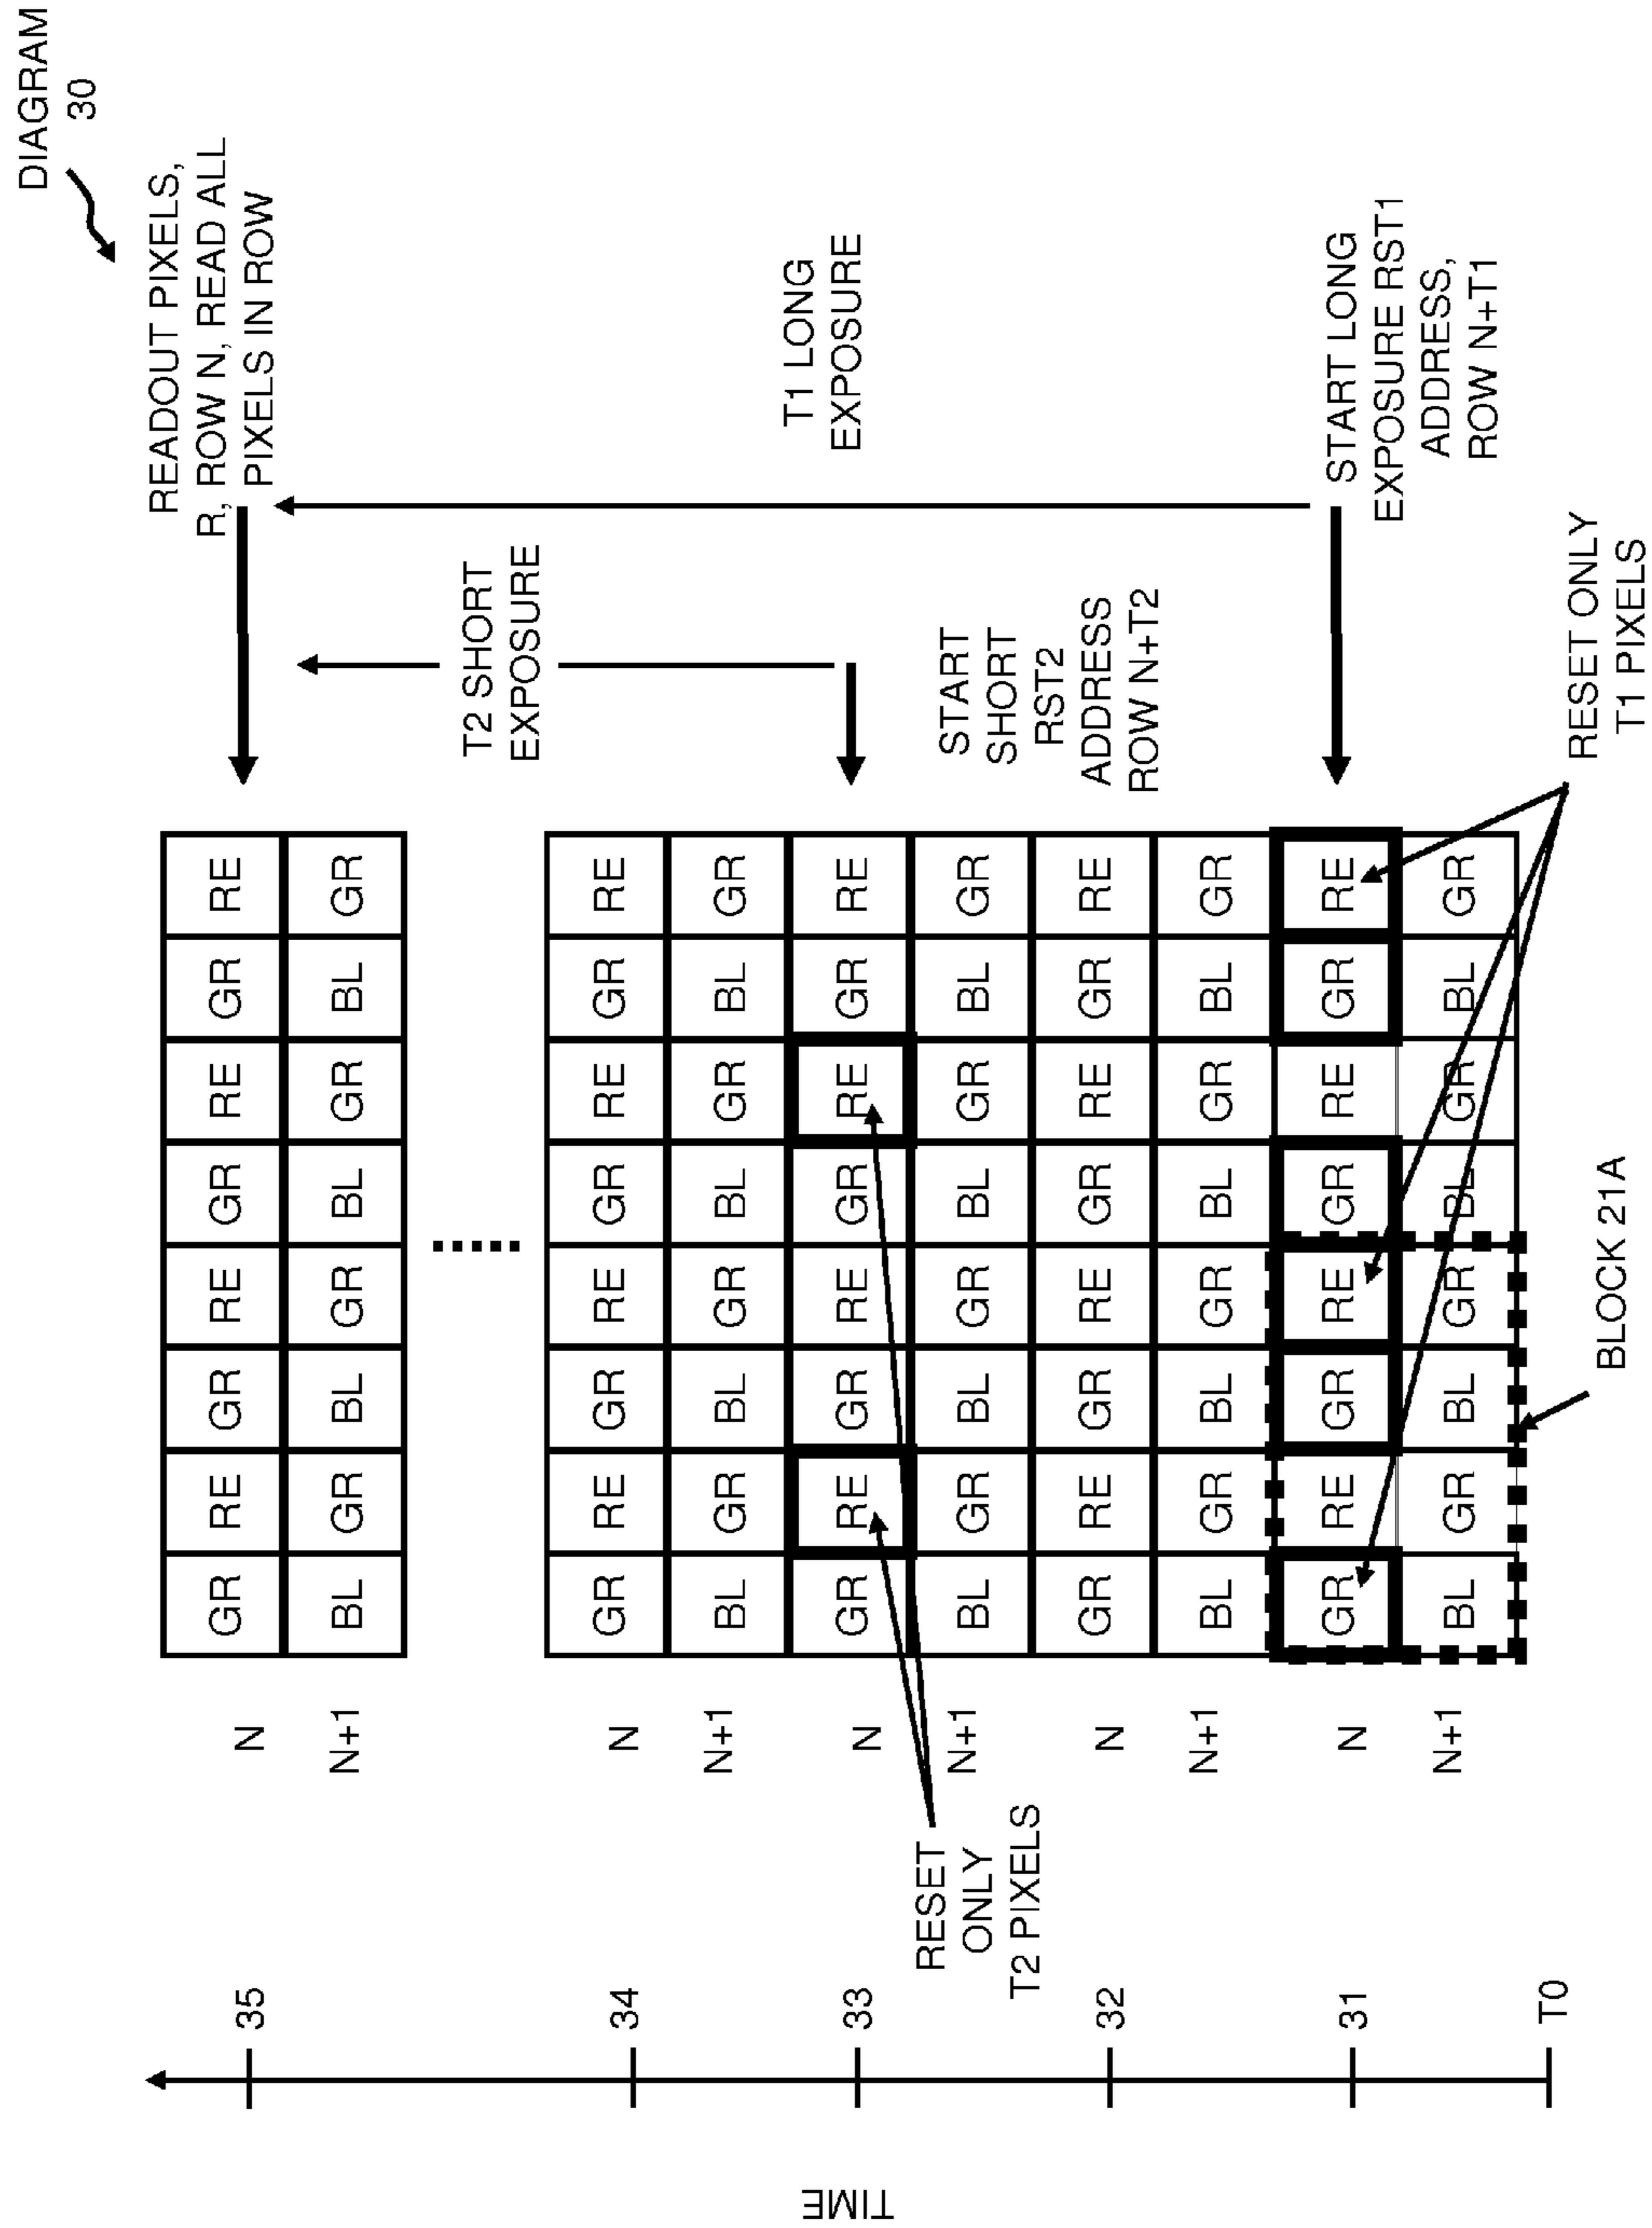 DIAGRAM
30
READOUT PIXELS,
R, ROW N, READ ALL
PIXELS IN ROW
35
N
GR RE GR RE GR RE GR RE
N+1
BL GR BL GR BL GR BL GR
T2 SHORT
EXPOSURE
34
N
GR RE GR RE GR RE GR RE
N+1
BL GR BL GR BL GR BL GR
T1 LONG
EXPOSURE
TIME
33
N
GR RE GR RE GR RE GR RE
N+1
BL GR BL GR BL GR BL GR
RESET
ONLY
T2 PIXELS
START
SHORT
RST2
ADDRESS
ROW N+T2
32
N
GR RE GR RE GR RE GR RE
N+1
BL GR BL GR BL GR BL GR
31
N
GR RE GR RE GR RE GR RE
N+1
BL GR BL GR BL GR BL GR
START LONG
EXPOSURE RST1
ADDRESS,
ROW N+T1
T0
BLOCK 21A
RESET ONLY
T1 PIXELS